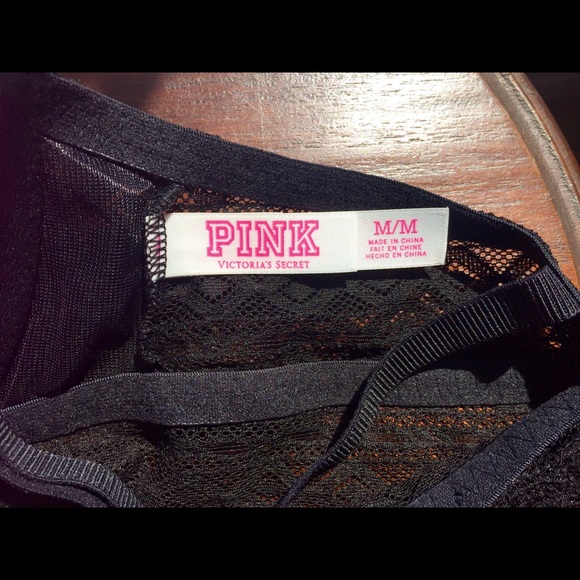 PINK
VICTORIA'S SECRET
M/M
MADE IN CHINA
FAIT EN CHINE
HECHO EN CHINA